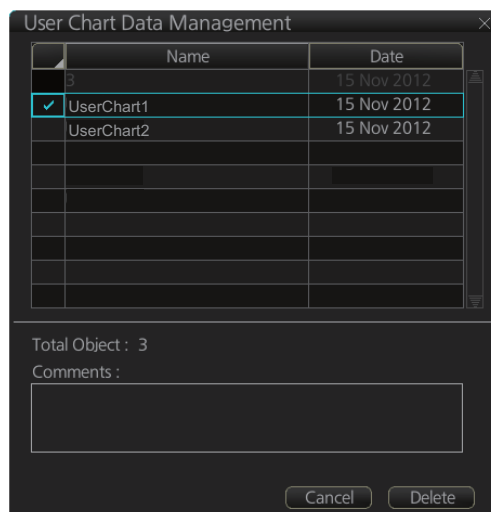 User Chart Data Management
Name Date
3 15 Nov 2012
UserChart1 15 Nov 2012
UserChart2 15 Nov 2012
Total Object : 3
Comments :
Cancel Delete